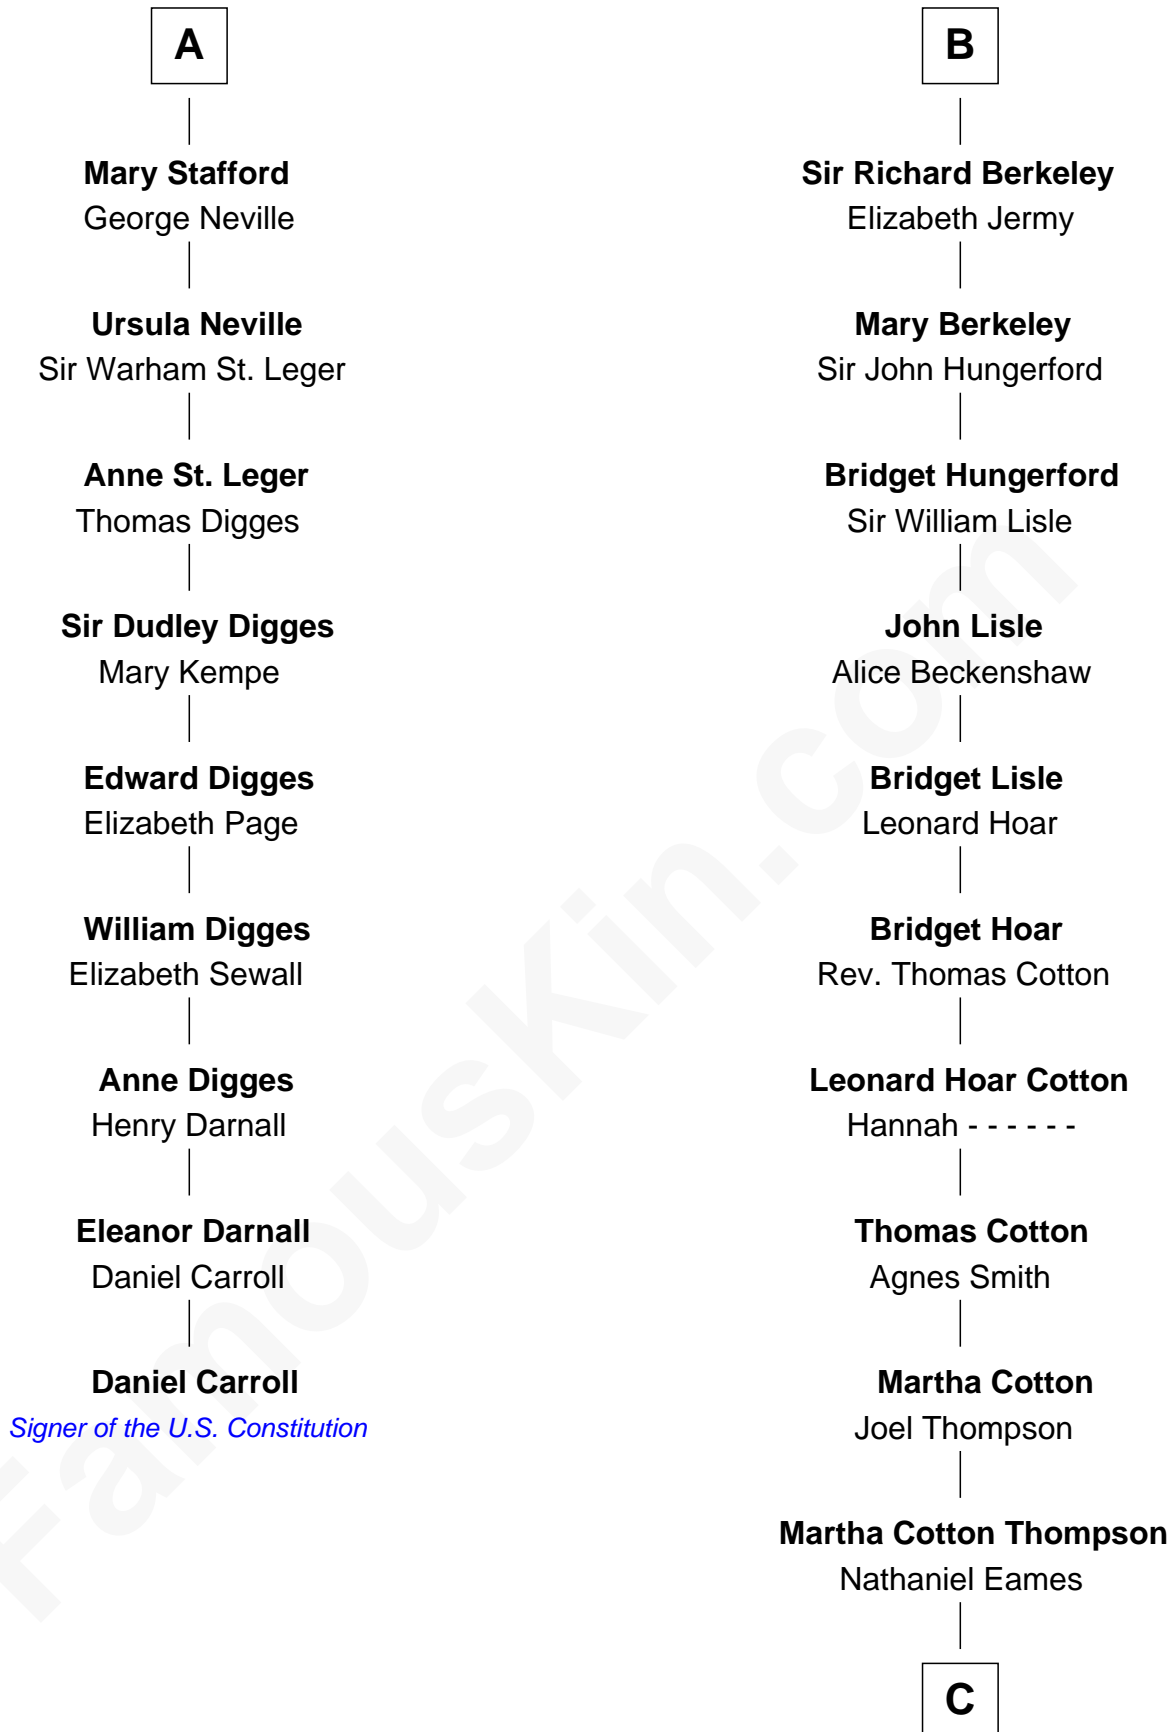 A
Mary Stafford
George Neville
Ursula Neville
Sir Warham St. Leger
Anne St. Leger
Thomas Digges
Sir Dudley Digges
Mary Kempe
Edward Digges
Elizabeth Page
William Digges
Elizabeth Sewall
Anne Digges
Henry Darnall
Eleanor Darnall
Daniel Carroll
Daniel Carroll
Signer of the U.S. Constitution
B
Sir Richard Berkeley
Elizabeth Jermy
Mary Berkeley
Sir John Hungerford
Bridget Hungerford
Sir William Lisle
John Lisle
Alice Beckenshaw
Bridget Lisle
Leonard Hoar
Bridget Hoar
Rev. Thomas Cotton
Leonard Hoar Cotton
Hannah - - - - - -
Thomas Cotton
Agnes Smith
Martha Cotton
Joel Thompson
Martha Cotton Thompson
Nathaniel Eames
C
FamousKin.com